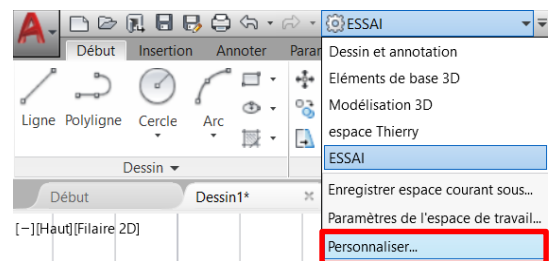 A
ESSAI
Début Insertion Annoter Parar
Dessin et annotation
Eléments de base 3D
Modélisation 3D
espace Thierry
ESSAI
Enregistrer espace courant sous...
Paramètres de l'espace de travail...
Personnaliser...
Ligne Polyligne Cercle Arc
Dessin
Début Dessin1*
[−][Haut][Filaire 2D]